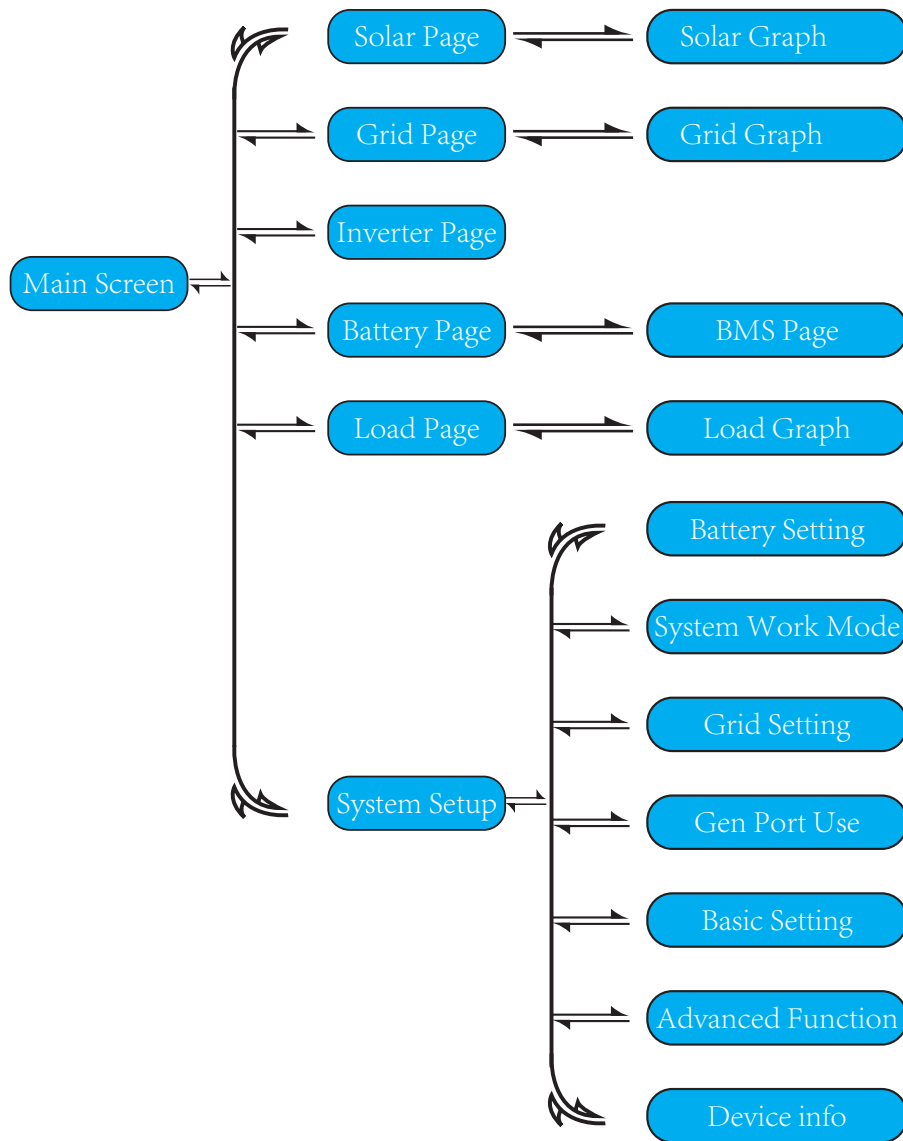 Solar Page
Solar Graph
Grid Page
Grid Graph
Inverter Page
Main Screen
Battery Page
BMS Page
Load Page
Load Graph
Battery Setting
System Work Mode
Grid Setting
System Setup
Gen Port Use
Basic Setting
Advanced Function
Device info